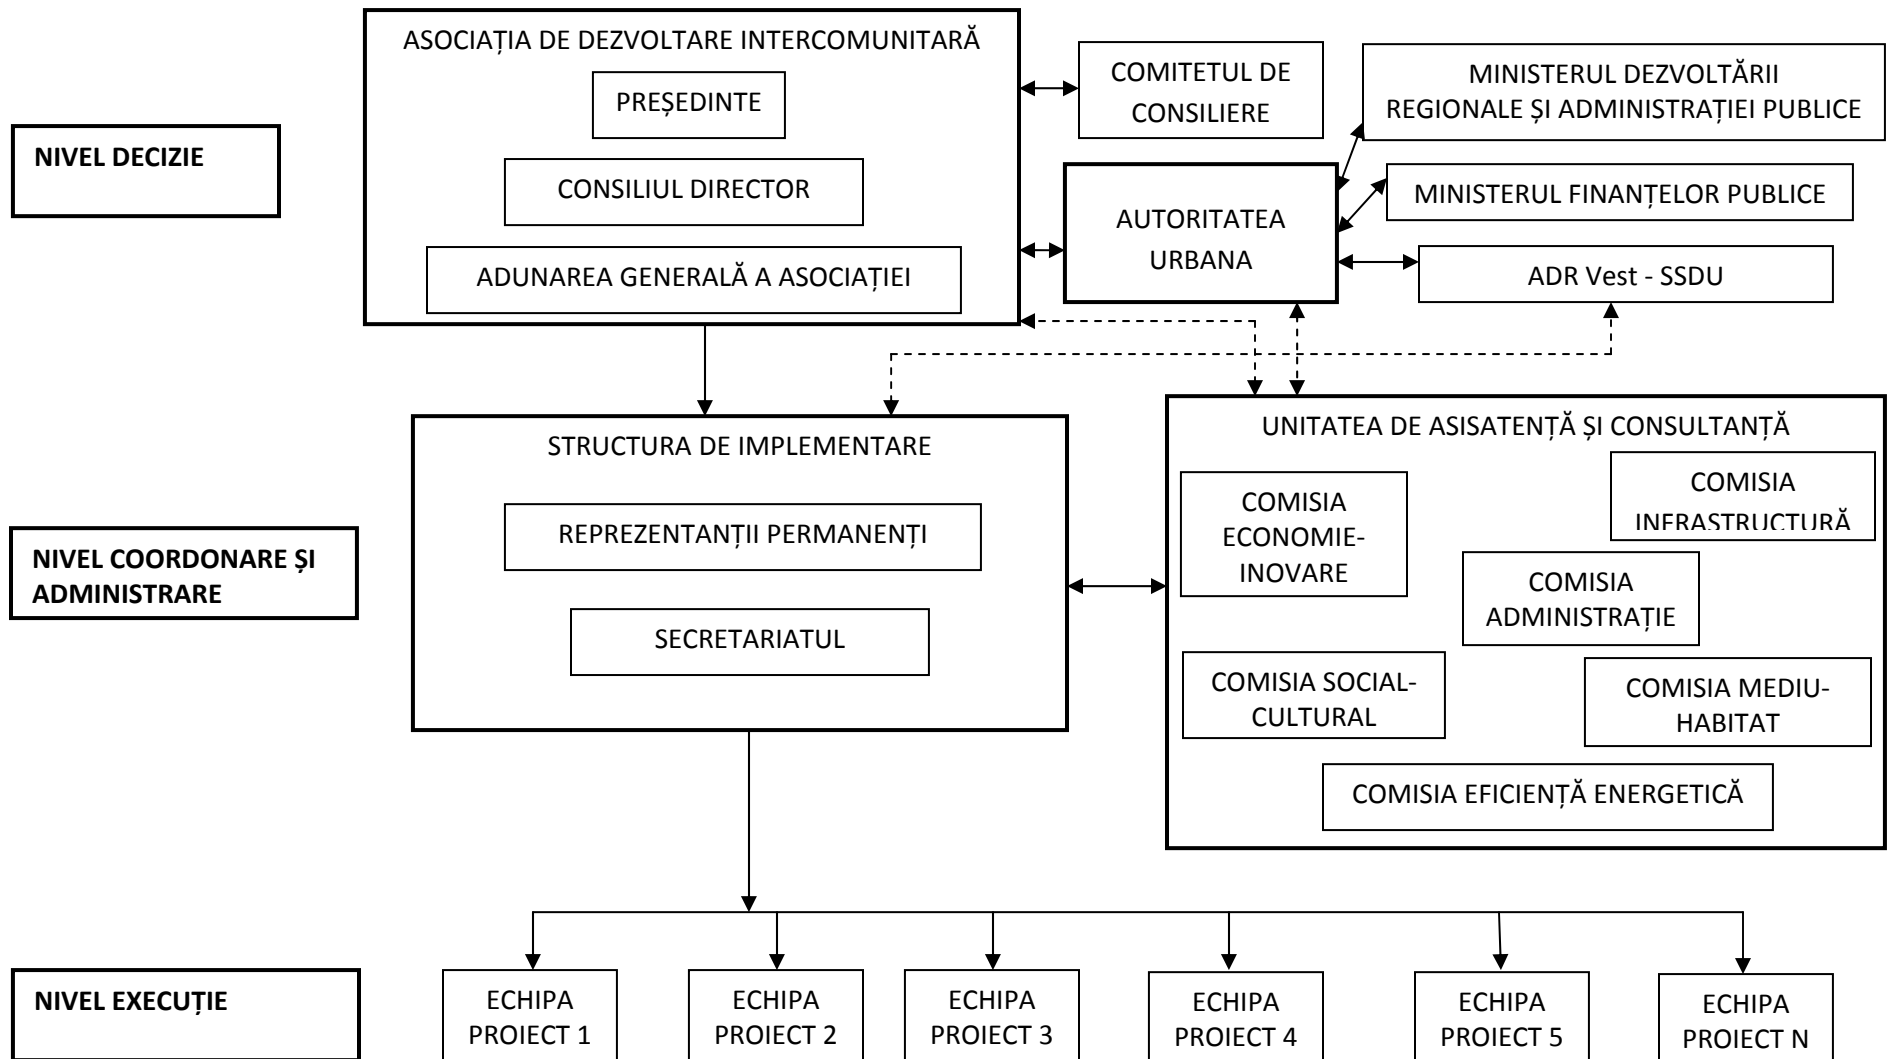 ASOCIAȚIA DE DEZVOLTARE INTERCOMUNITARĂ
PREȘEDINTE
CONSILIUL DIRECTOR
ADUNAREA GENERALĂ A ASOCIAȚIEI
COMITETUL DE
CONSILIERE
MINISTERUL DEZVOLTĂRII
REGIONALE ȘI ADMINISTRAȚIEI PUBLICE
NIVEL DECIZIE
AUTORITATEA
URBANA
MINISTERUL FINANȚELOR PUBLICE
ADR Vest - SSDU
STRUCTURA DE IMPLEMENTARE
REPREZENTANȚII PERMANENȚI
SECRETARIATUL
UNITATEA DE ASISATENȚĂ ȘI CONSULTANȚĂ
COMISIA
ECONOMIE-
INOVARE
COMISIA
INFRASTRUCTURĂ
COMISIA
ADMINISTRAȚIE
COMISIA SOCIAL-
CULTURAL
COMISIA MEDIU-
HABITAT
COMISIA EFICIENȚĂ ENERGETICĂ
NIVEL COORDONARE ȘI
ADMINISTRARE
NIVEL EXECUȚIE
ECHIPA
PROIECT 1
ECHIPA
PROIECT 2
ECHIPA
PROIECT 3
ECHIPA
PROIECT 4
ECHIPA
PROIECT 5
ECHIPA
PROIECT N